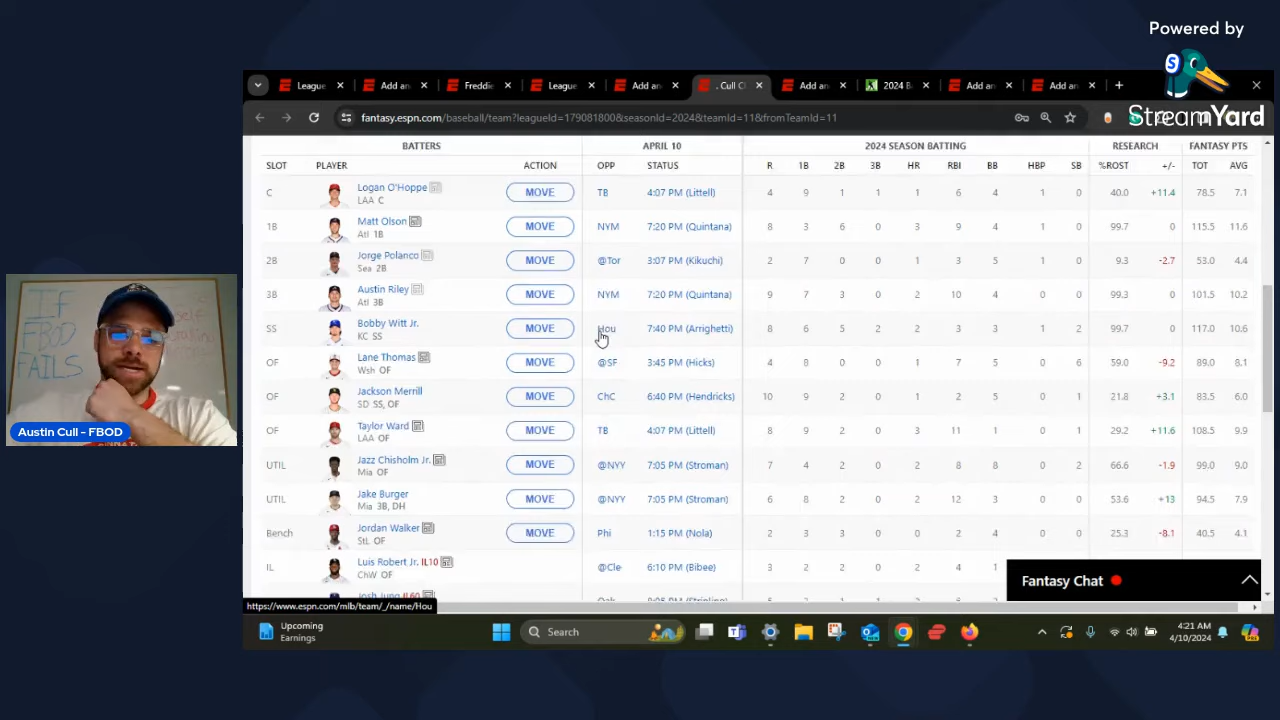 Powered by
S
StreamYard
League
Add an
Freddie
League
Add an
. Cull C
Add an
2024 B
Add an
Add an
fantasy.espn.com/baseball/team?leagueId=179081800&seasonId=2024&teamId=11&fromTeamId=11
BATTERS APRIL 10 2024 SEASON BATTING RESEARCH FANTASY PTS
SLOT PLAYER ACTION OPP STATUS R 1B 2B 3B HR RBI BB HBP SB %ROST +/- TOT AVG
C Logan O'Hoppe LAA C MOVE TB 4:07 PM (Littell) 4 9 1 1 1 6 4 1 0 40.0 +11.4 78.5 7.1
1B Matt Olson Atl 1B MOVE NYM 7:20 PM (Quintana) 8 3 6 0 3 9 4 1 0 99.7 0 115.5 11.6
2B Jorge Polanco Sea 2B MOVE @Tor 3:07 PM (Kikuchi) 2 7 0 0 1 3 5 1 0 9.3 -2.7 53.0 4.4
3B Austin Riley Atl 3B MOVE NYM 7:20 PM (Quintana) 9 7 3 0 2 10 4 0 0 99.3 0 101.5 10.2
SS Bobby Witt Jr. KC SS MOVE Hou 7:40 PM (Arrighetti) 8 6 5 2 2 3 3 1 2 99.7 0 117.0 10.6
OF Lane Thomas Wsh OF MOVE @SF 3:45 PM (Hicks) 4 8 0 0 1 7 5 0 6 59.0 -9.2 89.0 8.1
OF Jackson Merrill SD SS, OF MOVE ChC 6:40 PM (Hendricks) 10 9 2 0 1 2 5 0 1 21.8 +3.1 83.5 6.0
OF Taylor Ward LAA OF MOVE TB 4:07 PM (Littell) 8 9 2 0 3 11 1 0 1 29.2 +11.6 108.5 9.9
UTIL Jazz Chisholm Jr. Mia OF MOVE @NYY 7:05 PM (Stroman) 7 4 2 0 2 8 8 0 2 66.6 -1.9 99.0 9.0
UTIL Jake Burger Mia 3B, DH MOVE @NYY 7:05 PM (Stroman) 6 8 2 0 2 12 3 0 0 53.6 +13 94.5 7.9
Bench Jordan Walker StL OF MOVE Phi 1:15 PM (Nola) 2 3 3 0 0 2 4 0 1 25.3 -8.1 40.5 4.1
IL Luis Robert Jr. IL10 ChW OF @Cle 6:10 PM (Bibee) 3 2 2 0 2 4 1
Josh Jung IL60
Fantasy Chat
https://www.espn.com/mlb/team/_/name/Hou
If
FBOD
FAILS
Austin Cull - FBOD
Upcoming
Earnings
Search
4:21 AM
4/10/2024